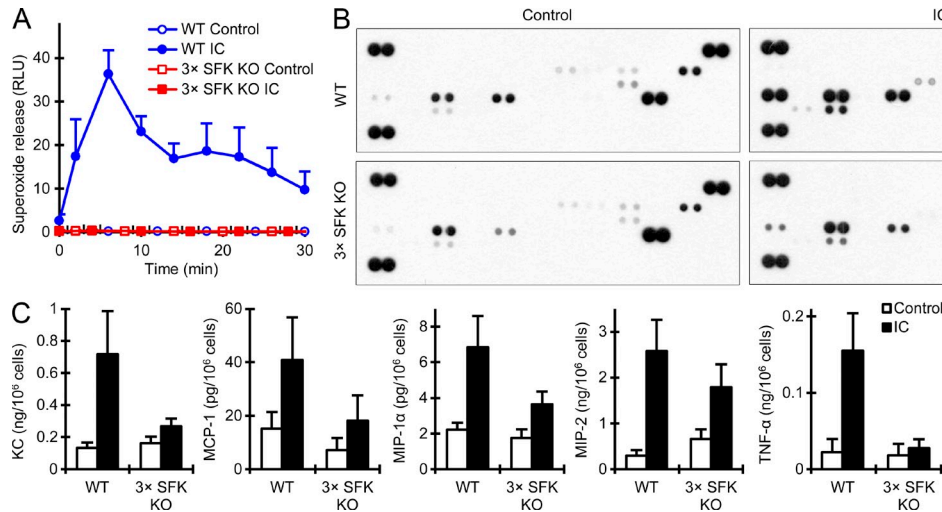 A
Superoxide release (RLU)
40
30
20
10
0
0
10
20
30
Time (min)
WT Control
WT IC
3× SFK KO Control
3× SFK KO IC
B
Control
WT
3× SFK KO
C
KC (ng/10⁶ cells)
1
0.8
0.6
0.4
0.2
0
WT
3× SFK
KO
MCP-1 (pg/10⁶ cells)
60
40
20
0
WT
3× SFK
KO
MIP-1α (pg/10⁶ cells)
8
6
4
2
0
WT
3× SFK
KO
MIP-2 (ng/10⁶ cells)
3
2
1
0
WT
3× SFK
KO
TNF-α (ng/10⁶ cells)
0.2
0.1
0
WT
3× SFK
KO
Control
IC